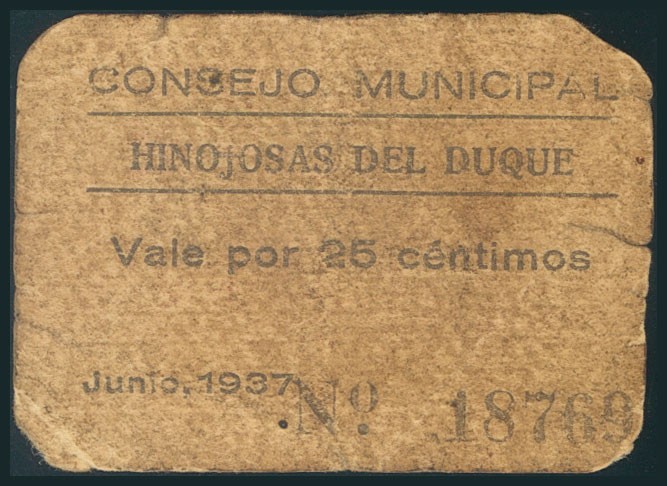 CONSEJO MUNICIPAL
HINOJOSAS DEL DUQUE
Vale por 25 céntimos
Junio, 1937
Nº. 18769